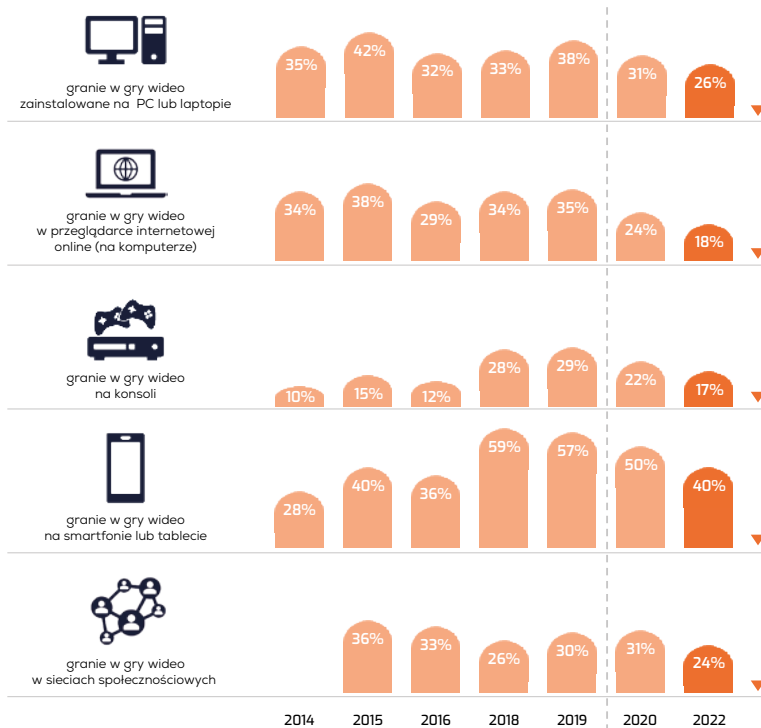 35% 42% 32% 33% 38% 31% 26%
granie w gry wideo
zainstalowane na PC lub laptopie
34% 38% 29% 34% 35% 24% 18%
granie w gry wideo
w przeglądarce internetowej
online (na komputerze)
10% 15% 12% 28% 29% 22% 17%
granie w gry wideo
na konsoli
28% 40% 36% 59% 57% 50% 40%
granie w gry wideo
na smartfonie lub tablecie
36% 33% 26% 30% 31% 24%
granie w gry wideo
w sieciach społecznościowych
2014 2015 2016 2018 2019 2020 2022